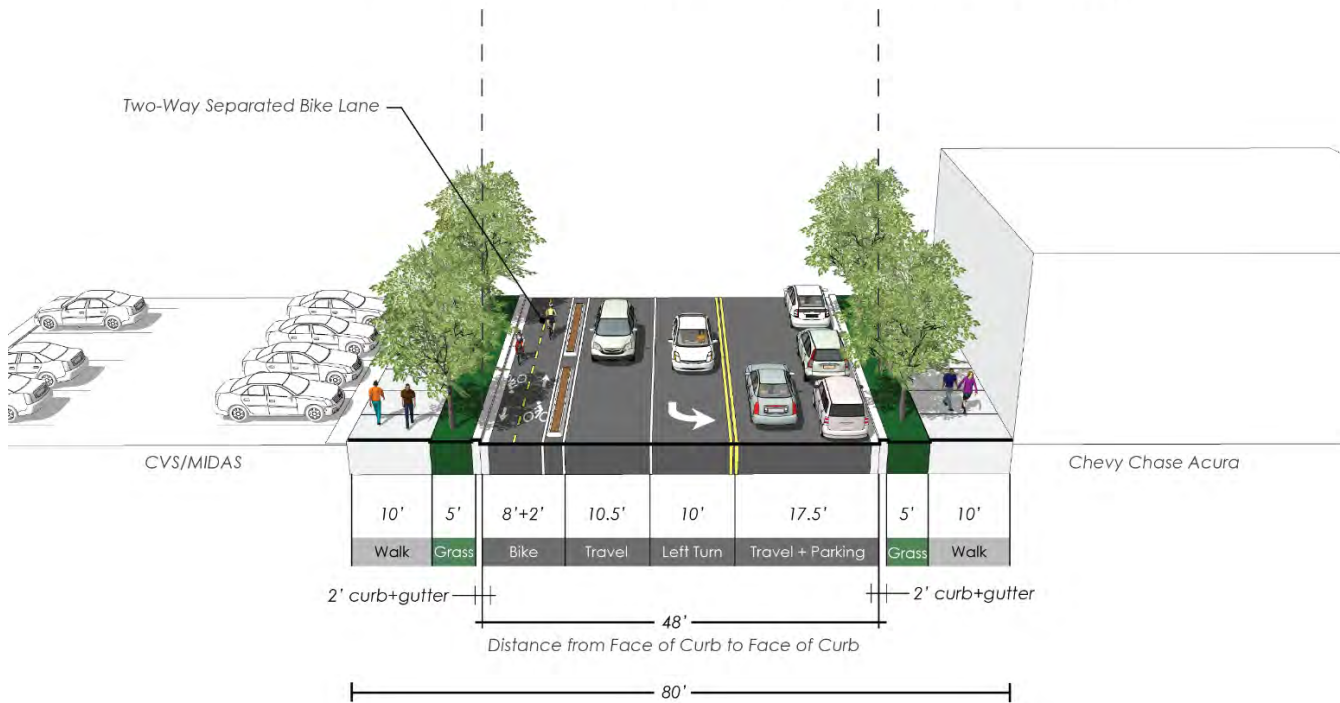 Two-Way Separated Bike Lane
CVS/MIDAS
Chevy Chase Acura
10' 5' 8'+2' 10.5' 10' 17.5' 5' 10'
Walk Grass Bike Travel Left Turn Travel + Parking Grass Walk
2' curb+gutter 2' curb+gutter
48'
Distance from Face of Curb to Face of Curb
80'